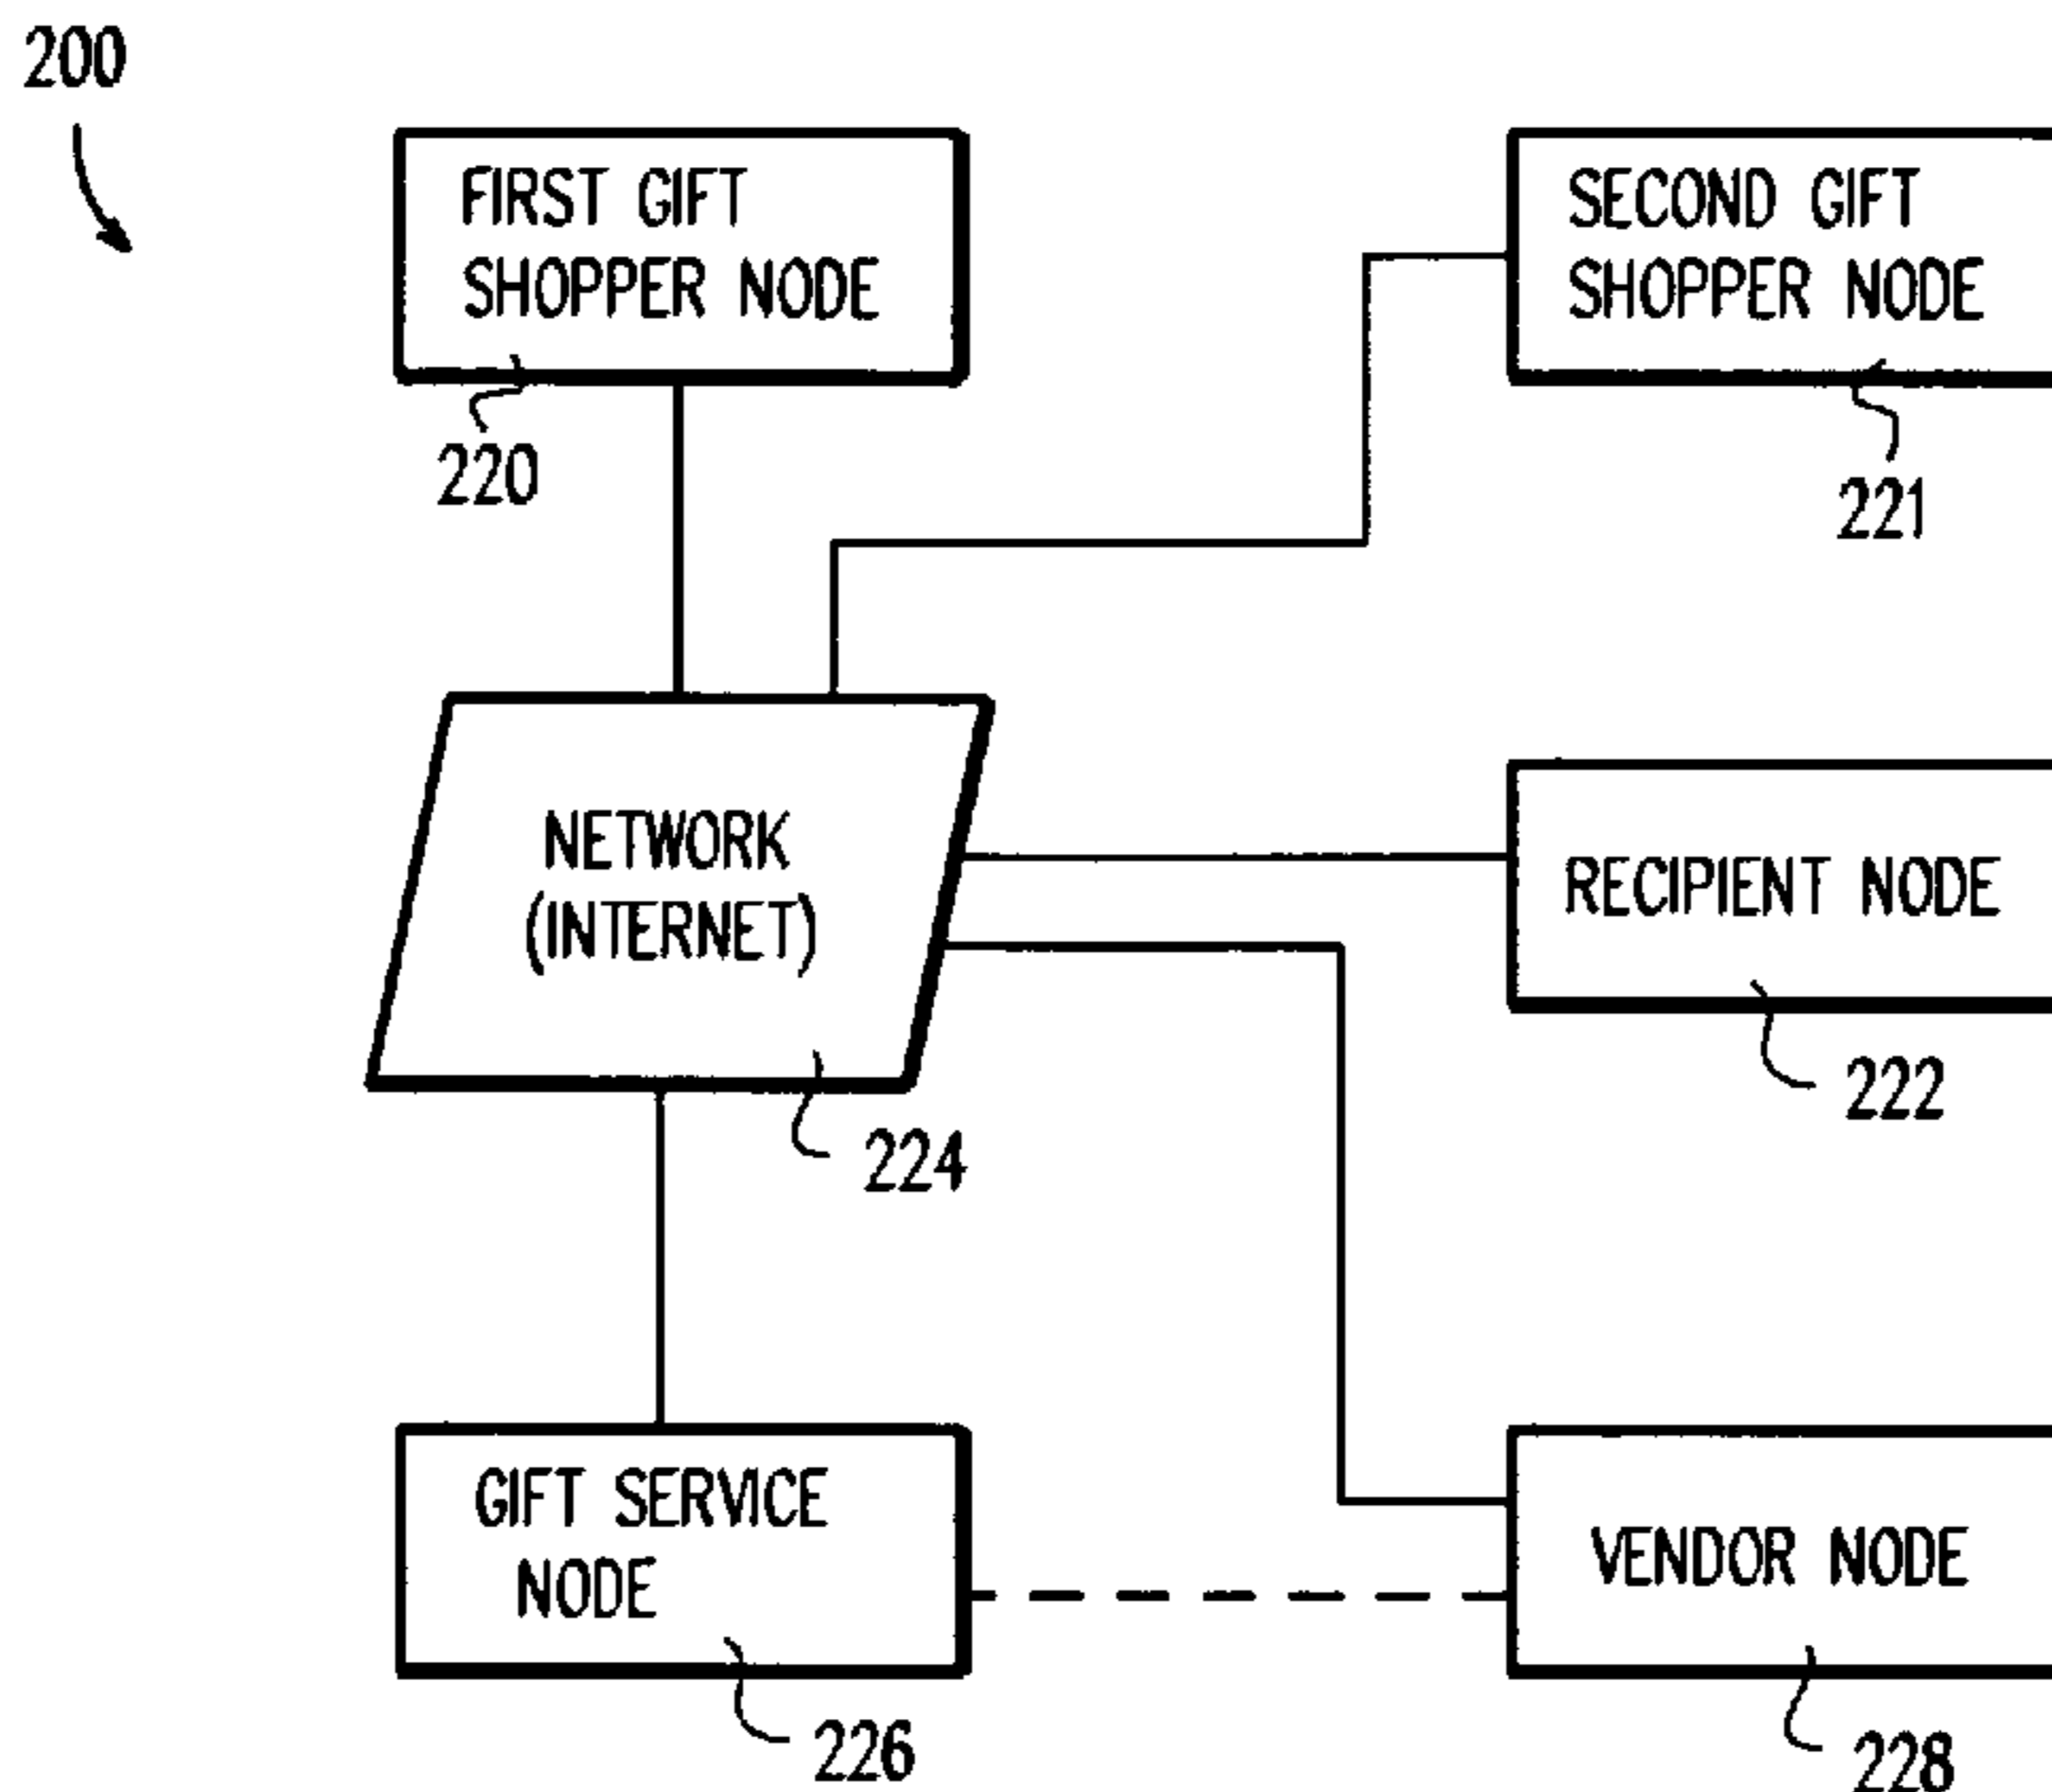 200
FIRST GIFT
SHOPPER NODE
220
SECOND GIFT
SHOPPER NODE
221
NETWORK
(INTERNET)
224
RECIPIENT NODE
222
GIFT SERVICE
NODE
226
VENDOR NODE
228